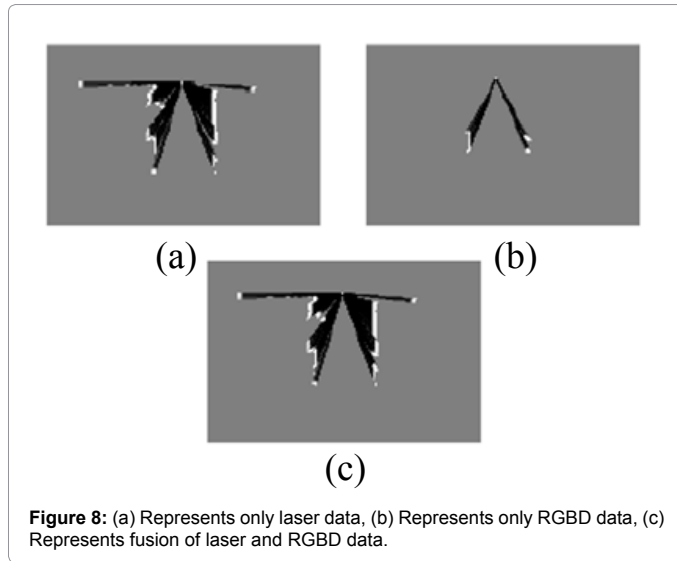 (a)
(b)
(c)
Figure 8: (a) Represents only laser data, (b) Represents only RGBD data, (c)
Represents fusion of laser and RGBD data.